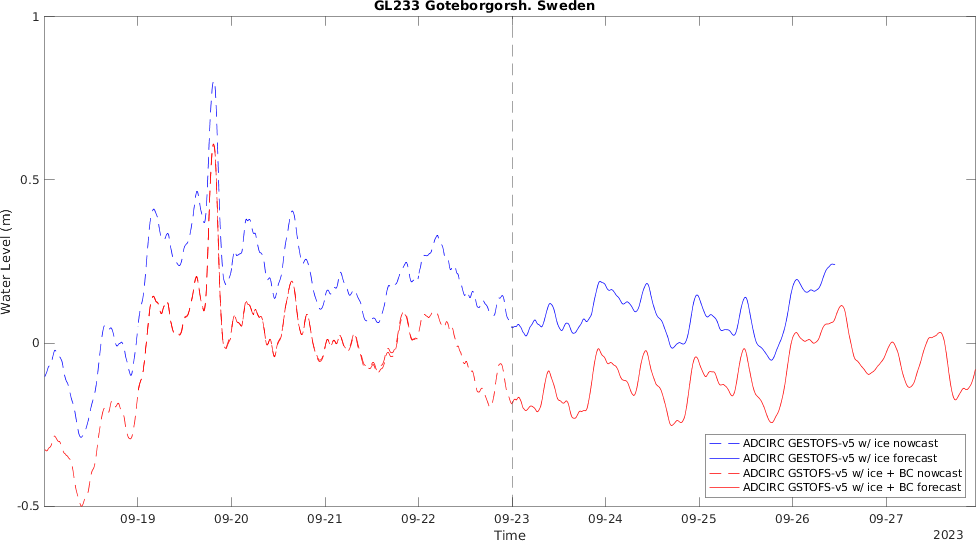 GL233 Goteborgorsh. Sweden
1
0.5
0
-0.5
Water Level (m)
09-19 09-20 09-21 09-22 09-23 09-24 09-25 09-26 09-27
Time
2023
ADCIRC GESTOFS-v5 w/ ice nowcast
ADCIRC GESTOFS-v5 w/ ice forecast
ADCIRC GSTOFS-v5 w/ ice + BC nowcast
ADCIRC GSTOFS-v5 w/ ice + BC forecast